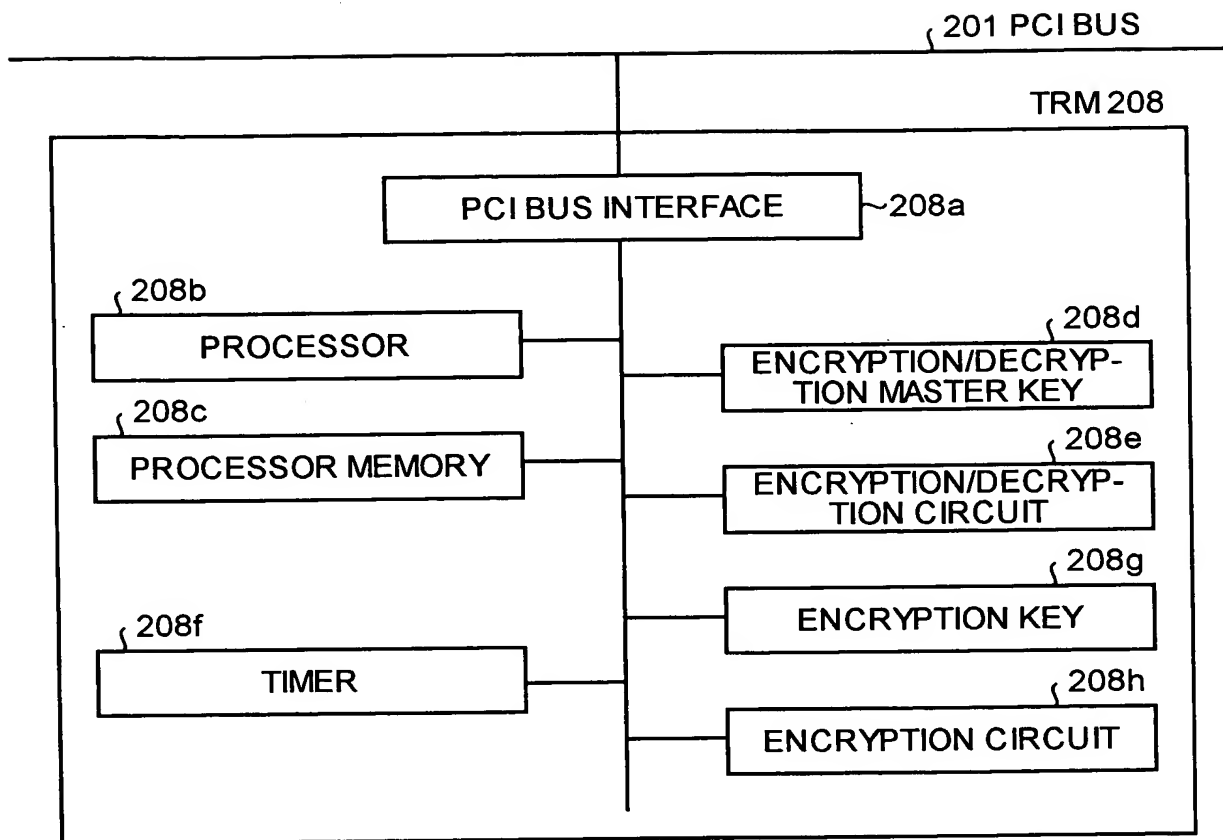 201 PCI BUS
TRM 208
PCI BUS INTERFACE
208a
208b
PROCESSOR
208d
ENCRYPTION/DECRYP-
TION MASTER KEY
208c
PROCESSOR MEMORY
208e
ENCRYPTION/DECRYP-
TION CIRCUIT
208g
ENCRYPTION KEY
208f
TIMER
208h
ENCRYPTION CIRCUIT